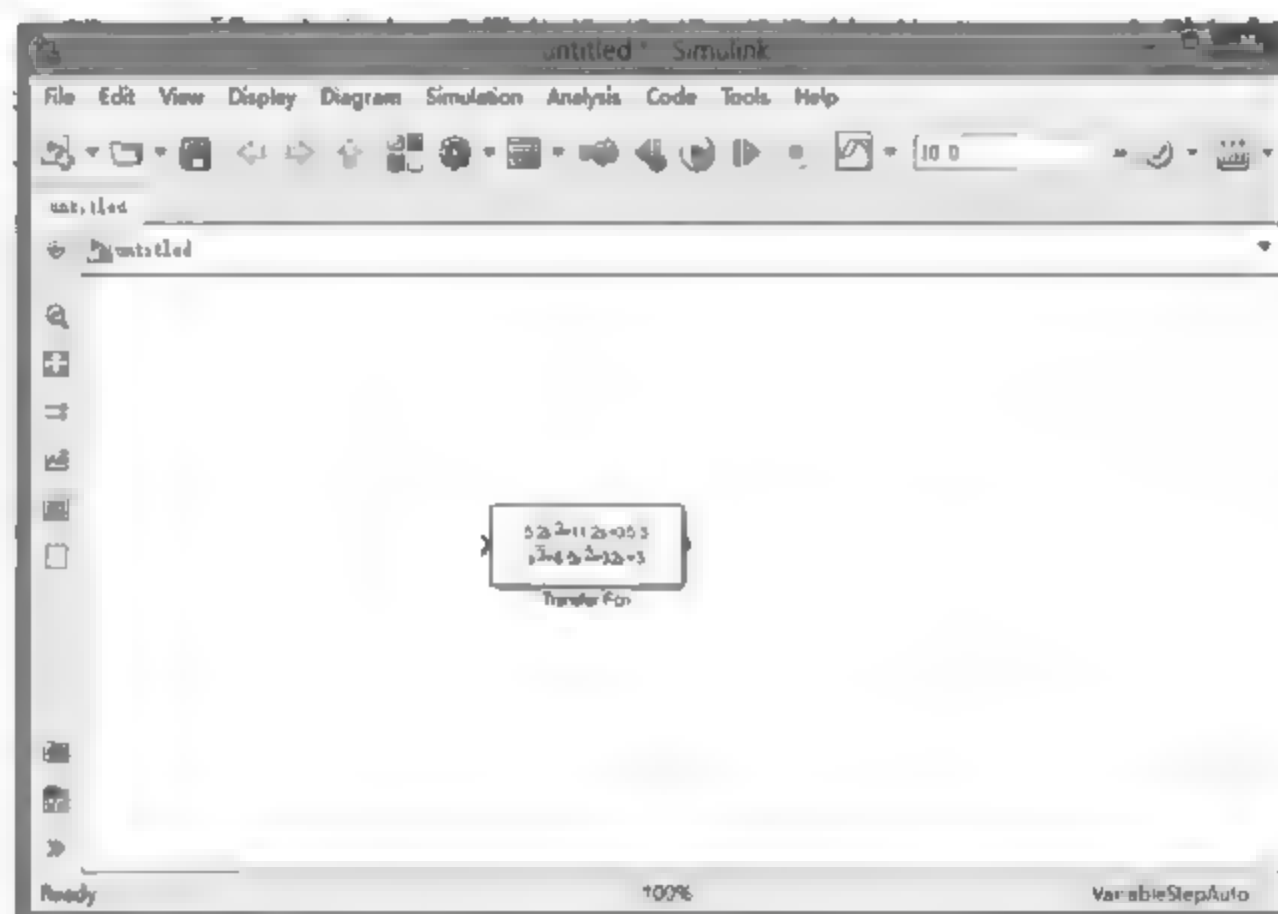 untitled * Simulink
File Edit View Display Diagram Simulation Analysis Code Tools Help
10.0
untitled
untitled
Transfer Fcn
Ready 100% VariableStepAuto